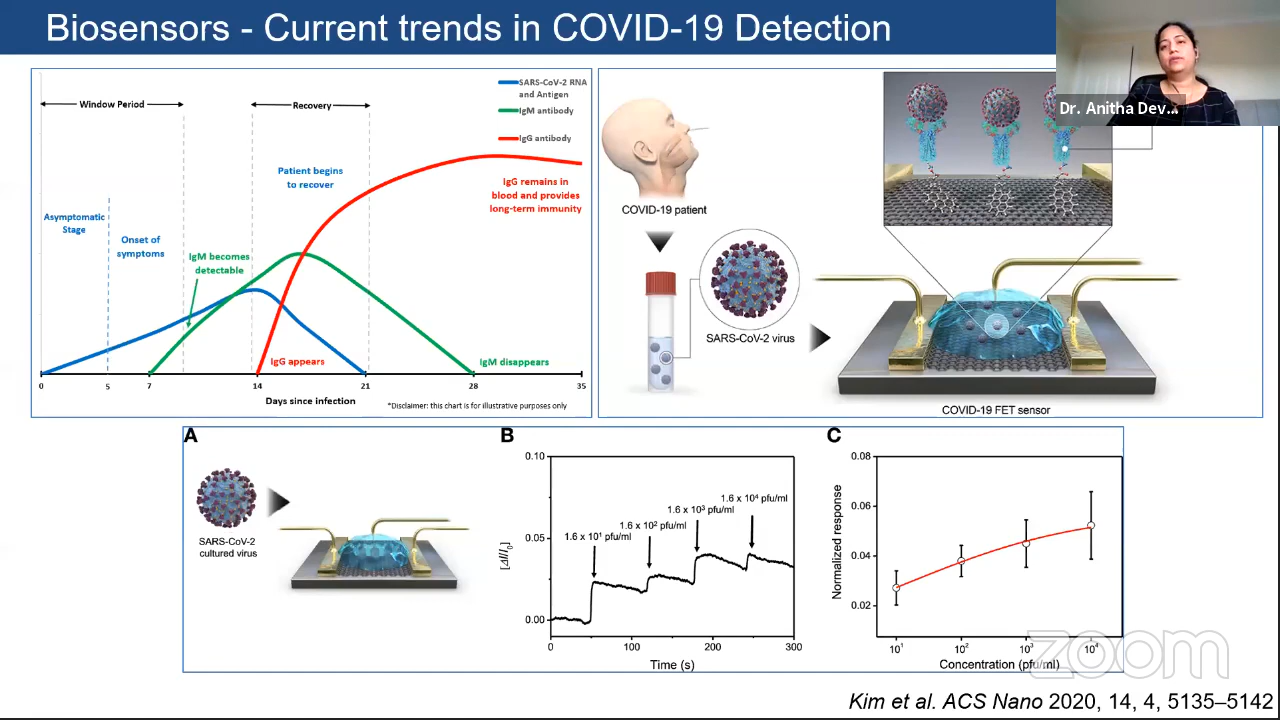 Biosensors - Current trends in COVID-19 Detection
Dr. Anitha Dev...
Window Period
Recovery
SARS-CoV-2 RNA
and Antigen
IgM antibody
IgG antibody
Patient begins
to recover
IgG remains in
blood and provides
long-term immunity
Asymptomatic
Stage
Onset of
symptoms
IgM becomes
detectable
IgG appears
IgM disappears
0 5 7 14 21 28 35
Days since infection
*Disclaimer: this chart is for illustrative purposes only
COVID-19 patient
SARS-CoV-2 virus
COVID-19 FET sensor
A
SARS-CoV-2
cultured virus
B
0.10
0.05
0.00
[ΔI/I₀]
1.6 x 10¹ pfu/ml
1.6 x 10² pfu/ml
1.6 x 10³ pfu/ml
1.6 x 10⁴ pfu/ml
0 100 200 300
Time (s)
C
0.08
0.06
0.04
0.02
Normalized response
10¹ 10² 10³ 10⁴
Concentration (pfu/ml)
zoom
Kim et al. ACS Nano 2020, 14, 4, 5135–5142